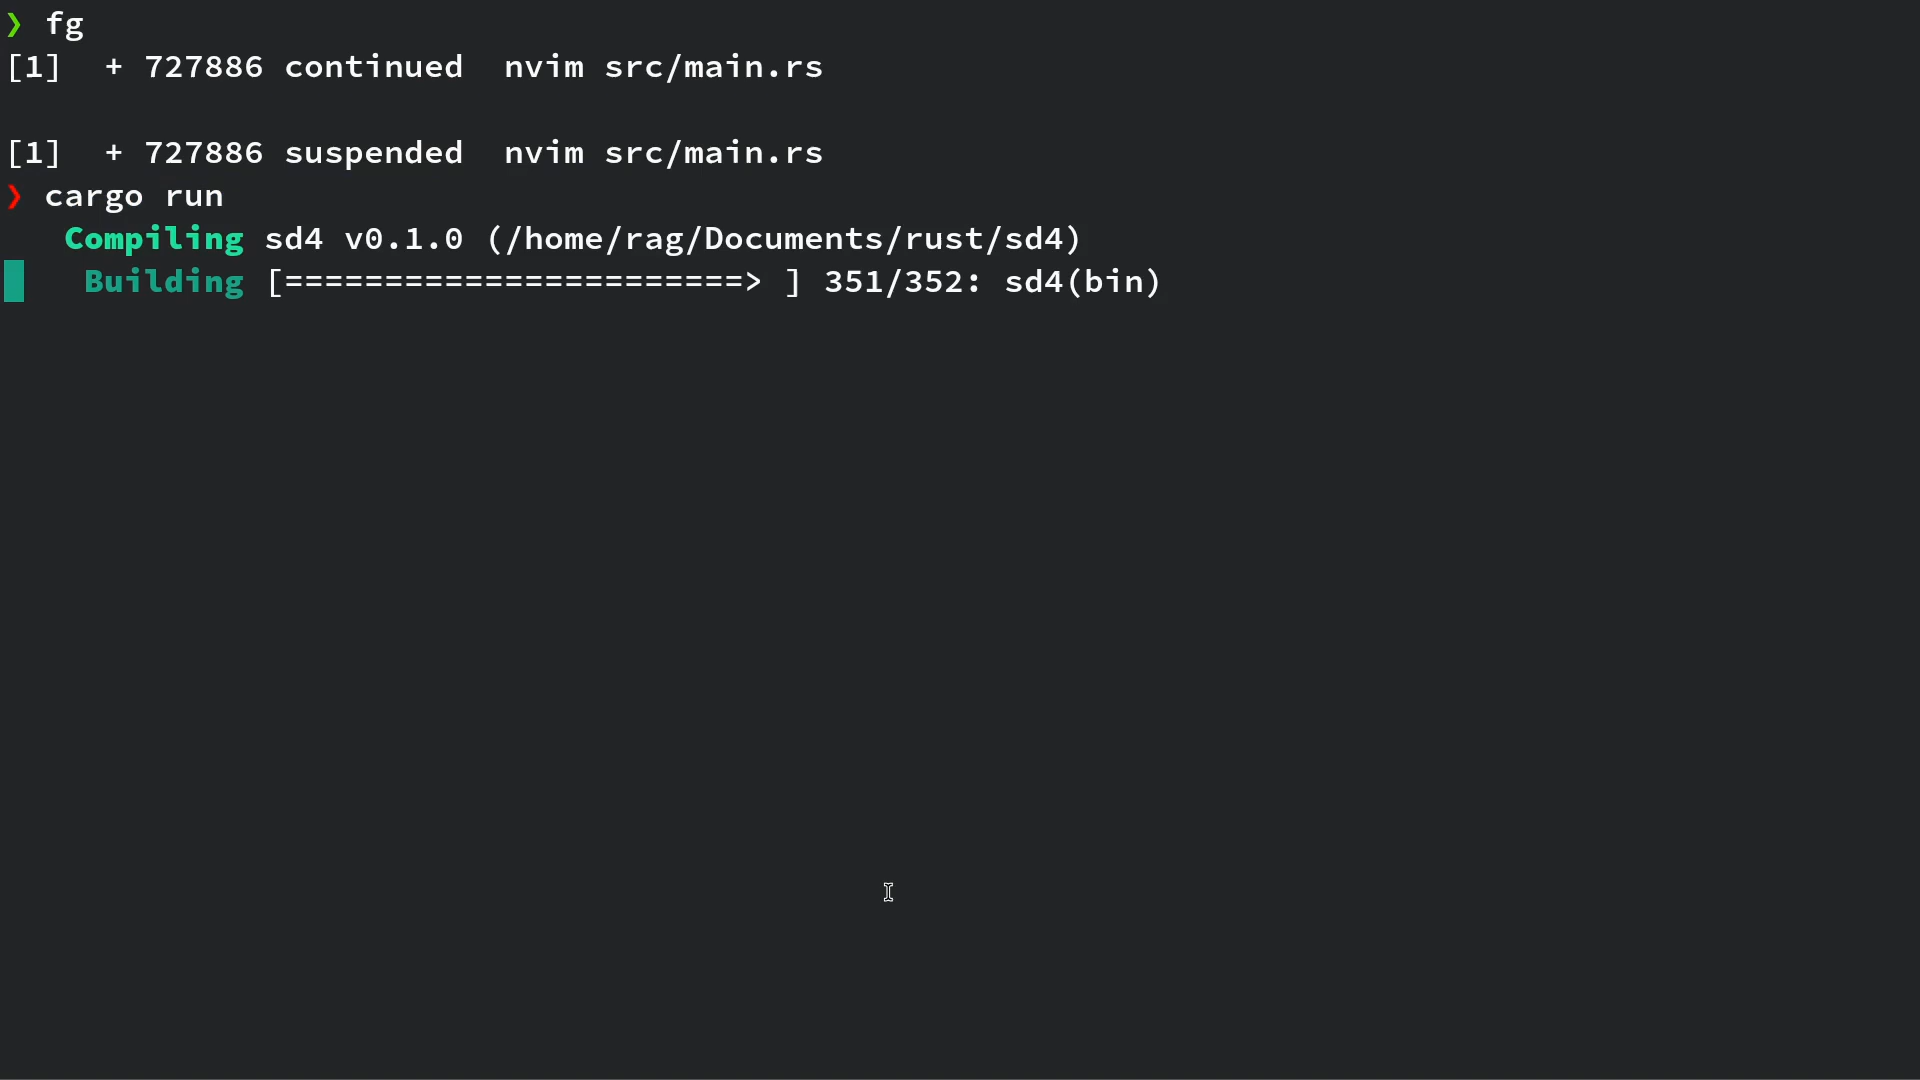 ❯ fg
[1]  + 727886 continued  nvim src/main.rs
[1]  + 727886 suspended  nvim src/main.rs
❯ cargo run
   Compiling sd4 v0.1.0 (/home/rag/Documents/rust/sd4)
    Building [=======================> ] 351/352: sd4(bin)